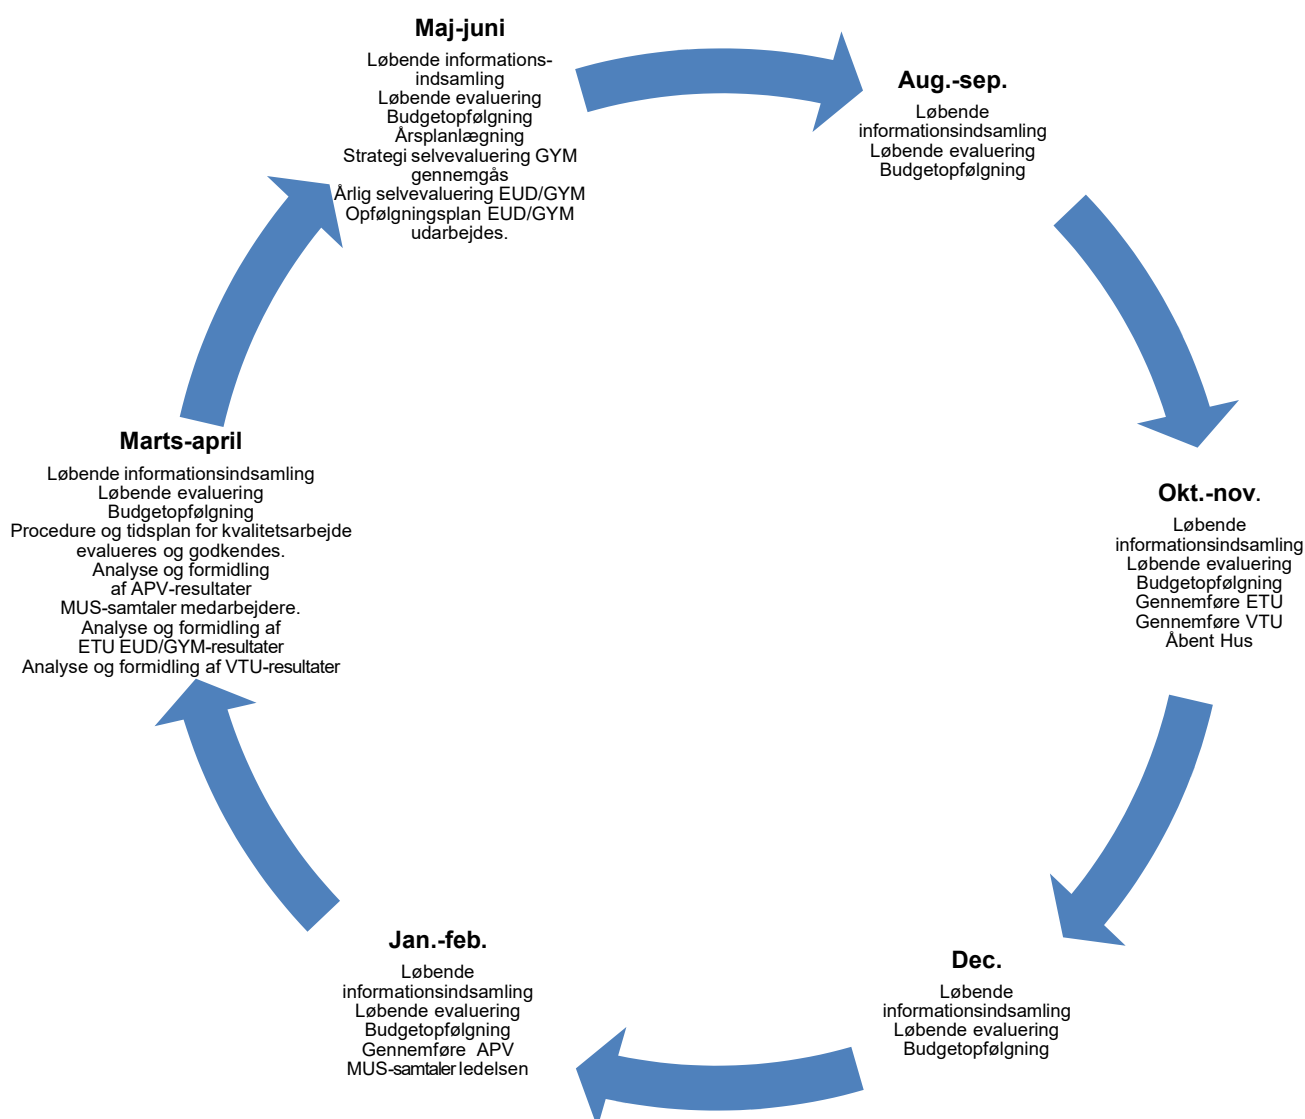 Maj-juni
Løbende informations-
indsamling
Løbende evaluering
Budgetopfølgning
Årsplanlægning
Strategi selvevaluering GYM
gennemgås
Årlig selvevaluering EUD/GYM
Opfølgningsplan EUD/GYM
udarbejdes.
Aug.-sep.
Løbende
informationsindsamling
Løbende evaluering
Budgetopfølgning
Okt.-nov.
Løbende
informationsindsamling
Løbende evaluering
Budgetopfølgning
Gennemføre ETU
Gennemføre VTU
Åbent Hus
Dec.
Løbende
informationsindsamling
Løbende evaluering
Budgetopfølgning
Jan.-feb.
Løbende
informationsindsamling
Løbende evaluering
Budgetopfølgning
Gennemføre APV
MUS-samtaler ledelsen
Marts-april
Løbende informationsindsamling
Løbende evaluering
Budgetopfølgning
Procedure og tidsplan for kvalitetsarbejde
evalueres og godkendes.
Analyse og formidling
af APV-resultater
MUS-samtaler medarbejdere.
Analyse og formidling af
ETU EUD/GYM-resultater
Analyse og formidling af VTU-resultater